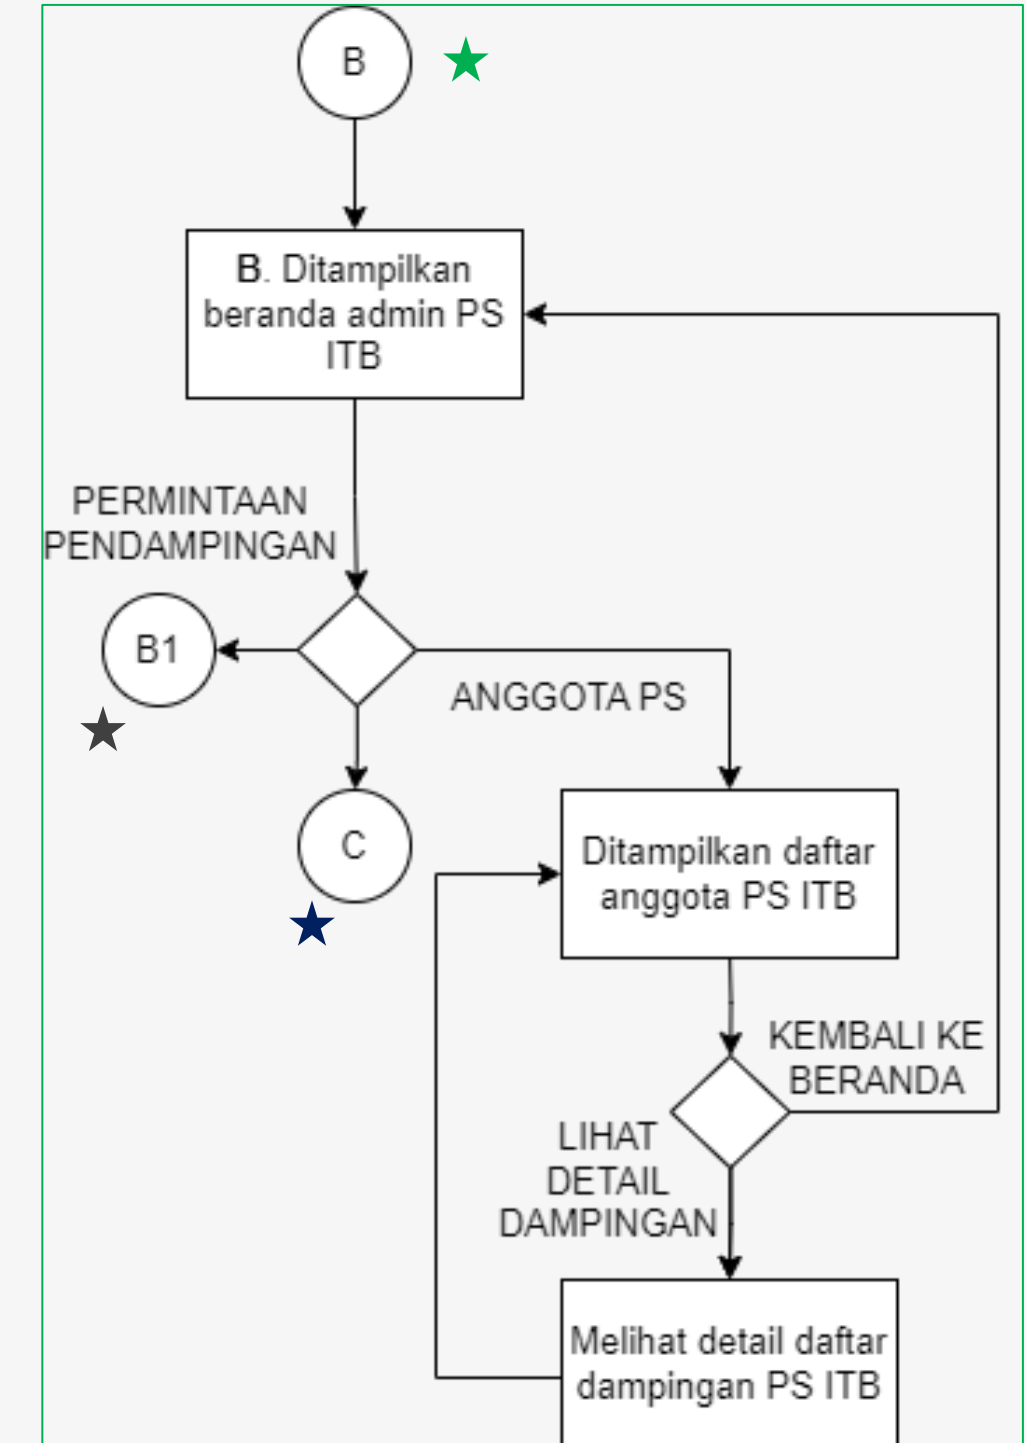 B
B. Ditampilkan
beranda admin PS
ITB
PERMINTAAN
PENDAMPINGAN
B1
ANGGOTA PS
C
Ditampilkan daftar
anggota PS ITB
KEMBALI KE
BERANDA
LIHAT
DETAIL
DAMPINGAN
Melihat detail daftar
dampingan PS ITB